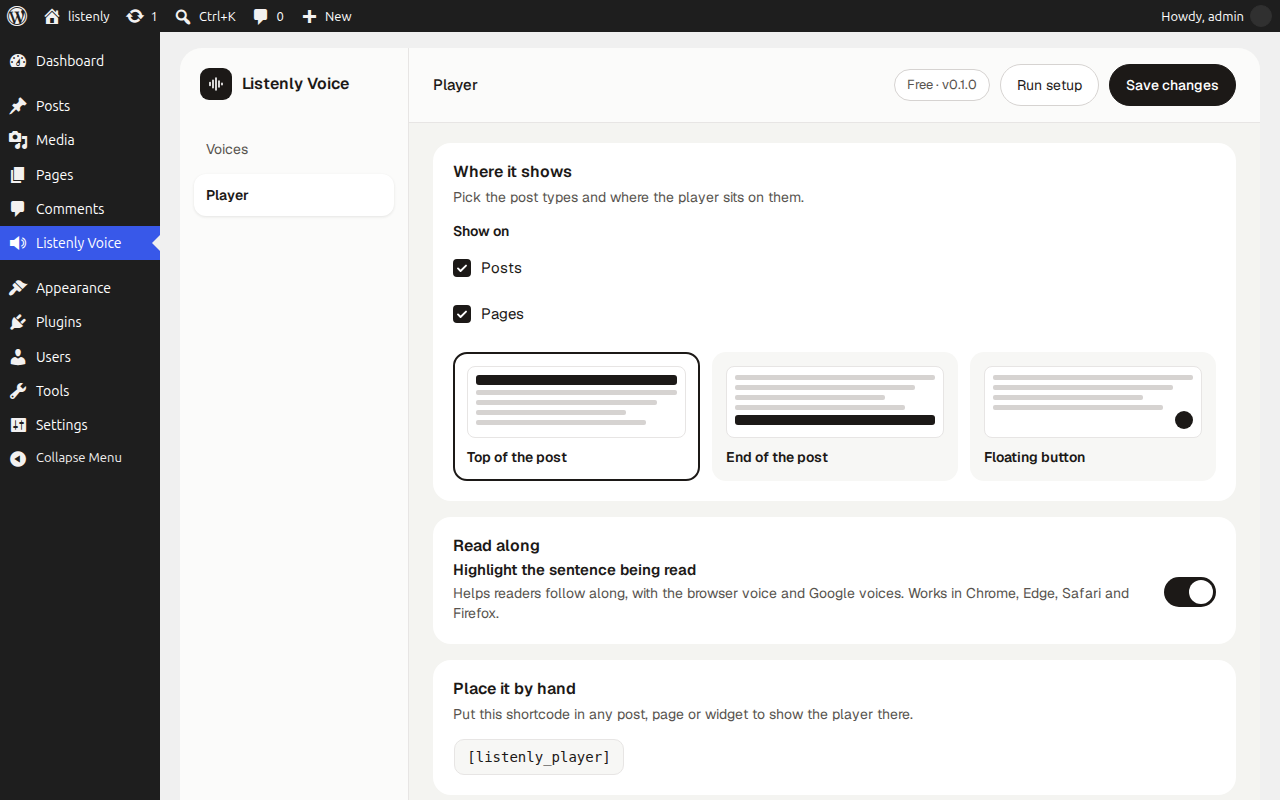 listenly
1
Ctrl+K
0
New
Howdy, admin
Dashboard
Posts
Media
Pages
Comments
Listenly Voice
Appearance
Plugins
Users
Tools
Settings
Collapse Menu
Listenly Voice
Voices
Player
Player
Free · v0.1.0
Run setup
Save changes
Where it shows
Pick the post types and where the player sits on them.
Show on
Posts
Pages
Top of the post
End of the post
Floating button
Read along
Highlight the sentence being read
Helps readers follow along, with the browser voice and Google voices. Works in Chrome, Edge, Safari and
Firefox.
Place it by hand
Put this shortcode in any post, page or widget to show the player there.
[listenly_player]